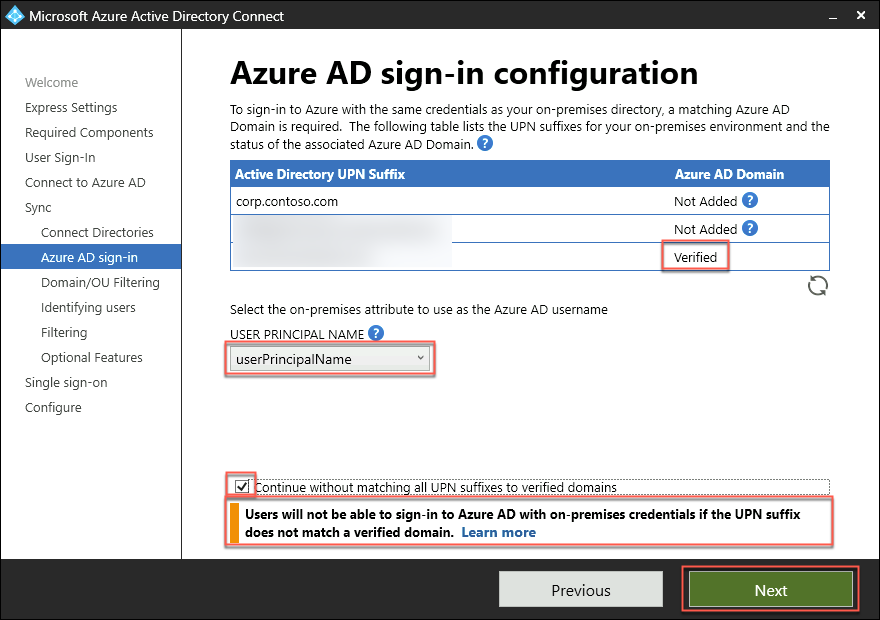 Microsoft Azure Active Directory Connect
Welcome
Express Settings
Required Components
User Sign-In
Connect to Azure AD
Sync
Connect Directories
Azure AD sign-in
Domain/OU Filtering
Identifying users
Filtering
Optional Features
Single sign-on
Configure
Azure AD sign-in configuration
To sign-in to Azure with the same credentials as your on-premises directory, a matching Azure AD
Domain is required. The following table lists the UPN suffixes for your on-premises environment and the
status of the associated Azure AD Domain. ?
Active Directory UPN Suffix Azure AD Domain
corp.contoso.com Not Added ?
Not Added ?
Verified
Select the on-premises attribute to use as the Azure AD username
USER PRINCIPAL NAME ?
userPrincipalName
Continue without matching all UPN suffixes to verified domains
Users will not be able to sign-in to Azure AD with on-premises credentials if the UPN suffix
does not match a verified domain. Learn more
Previous Next